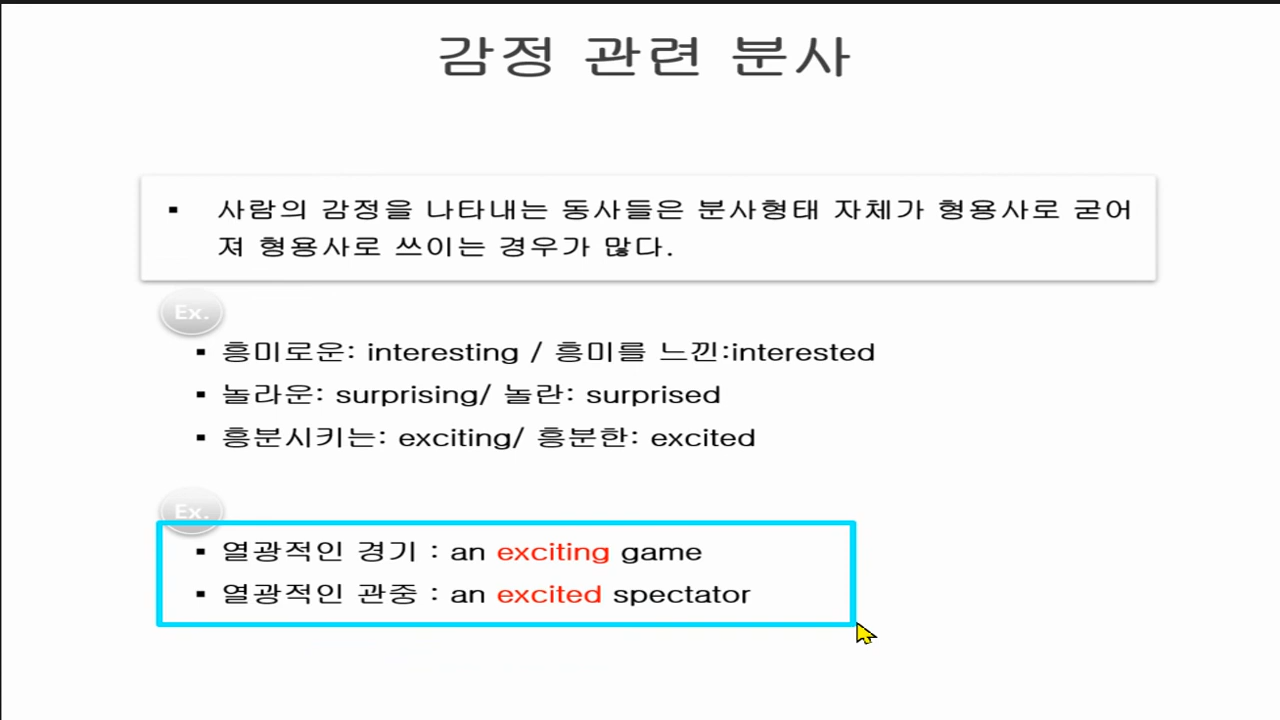 감정 관련 분사
▪ 사람의 감정을 나타내는 동사들은 분사형태 자체가 형용사로 굳어
져 형용사로 쓰이는 경우가 많다.
Ex.
▪ 흥미로운: interesting / 흥미를 느낀:interested
▪ 놀라운: surprising/ 놀란: surprised
▪ 흥분시키는: exciting/ 흥분한: excited
Ex.
▪ 열광적인 경기 : an exciting game
▪ 열광적인 관중 : an excited spectator